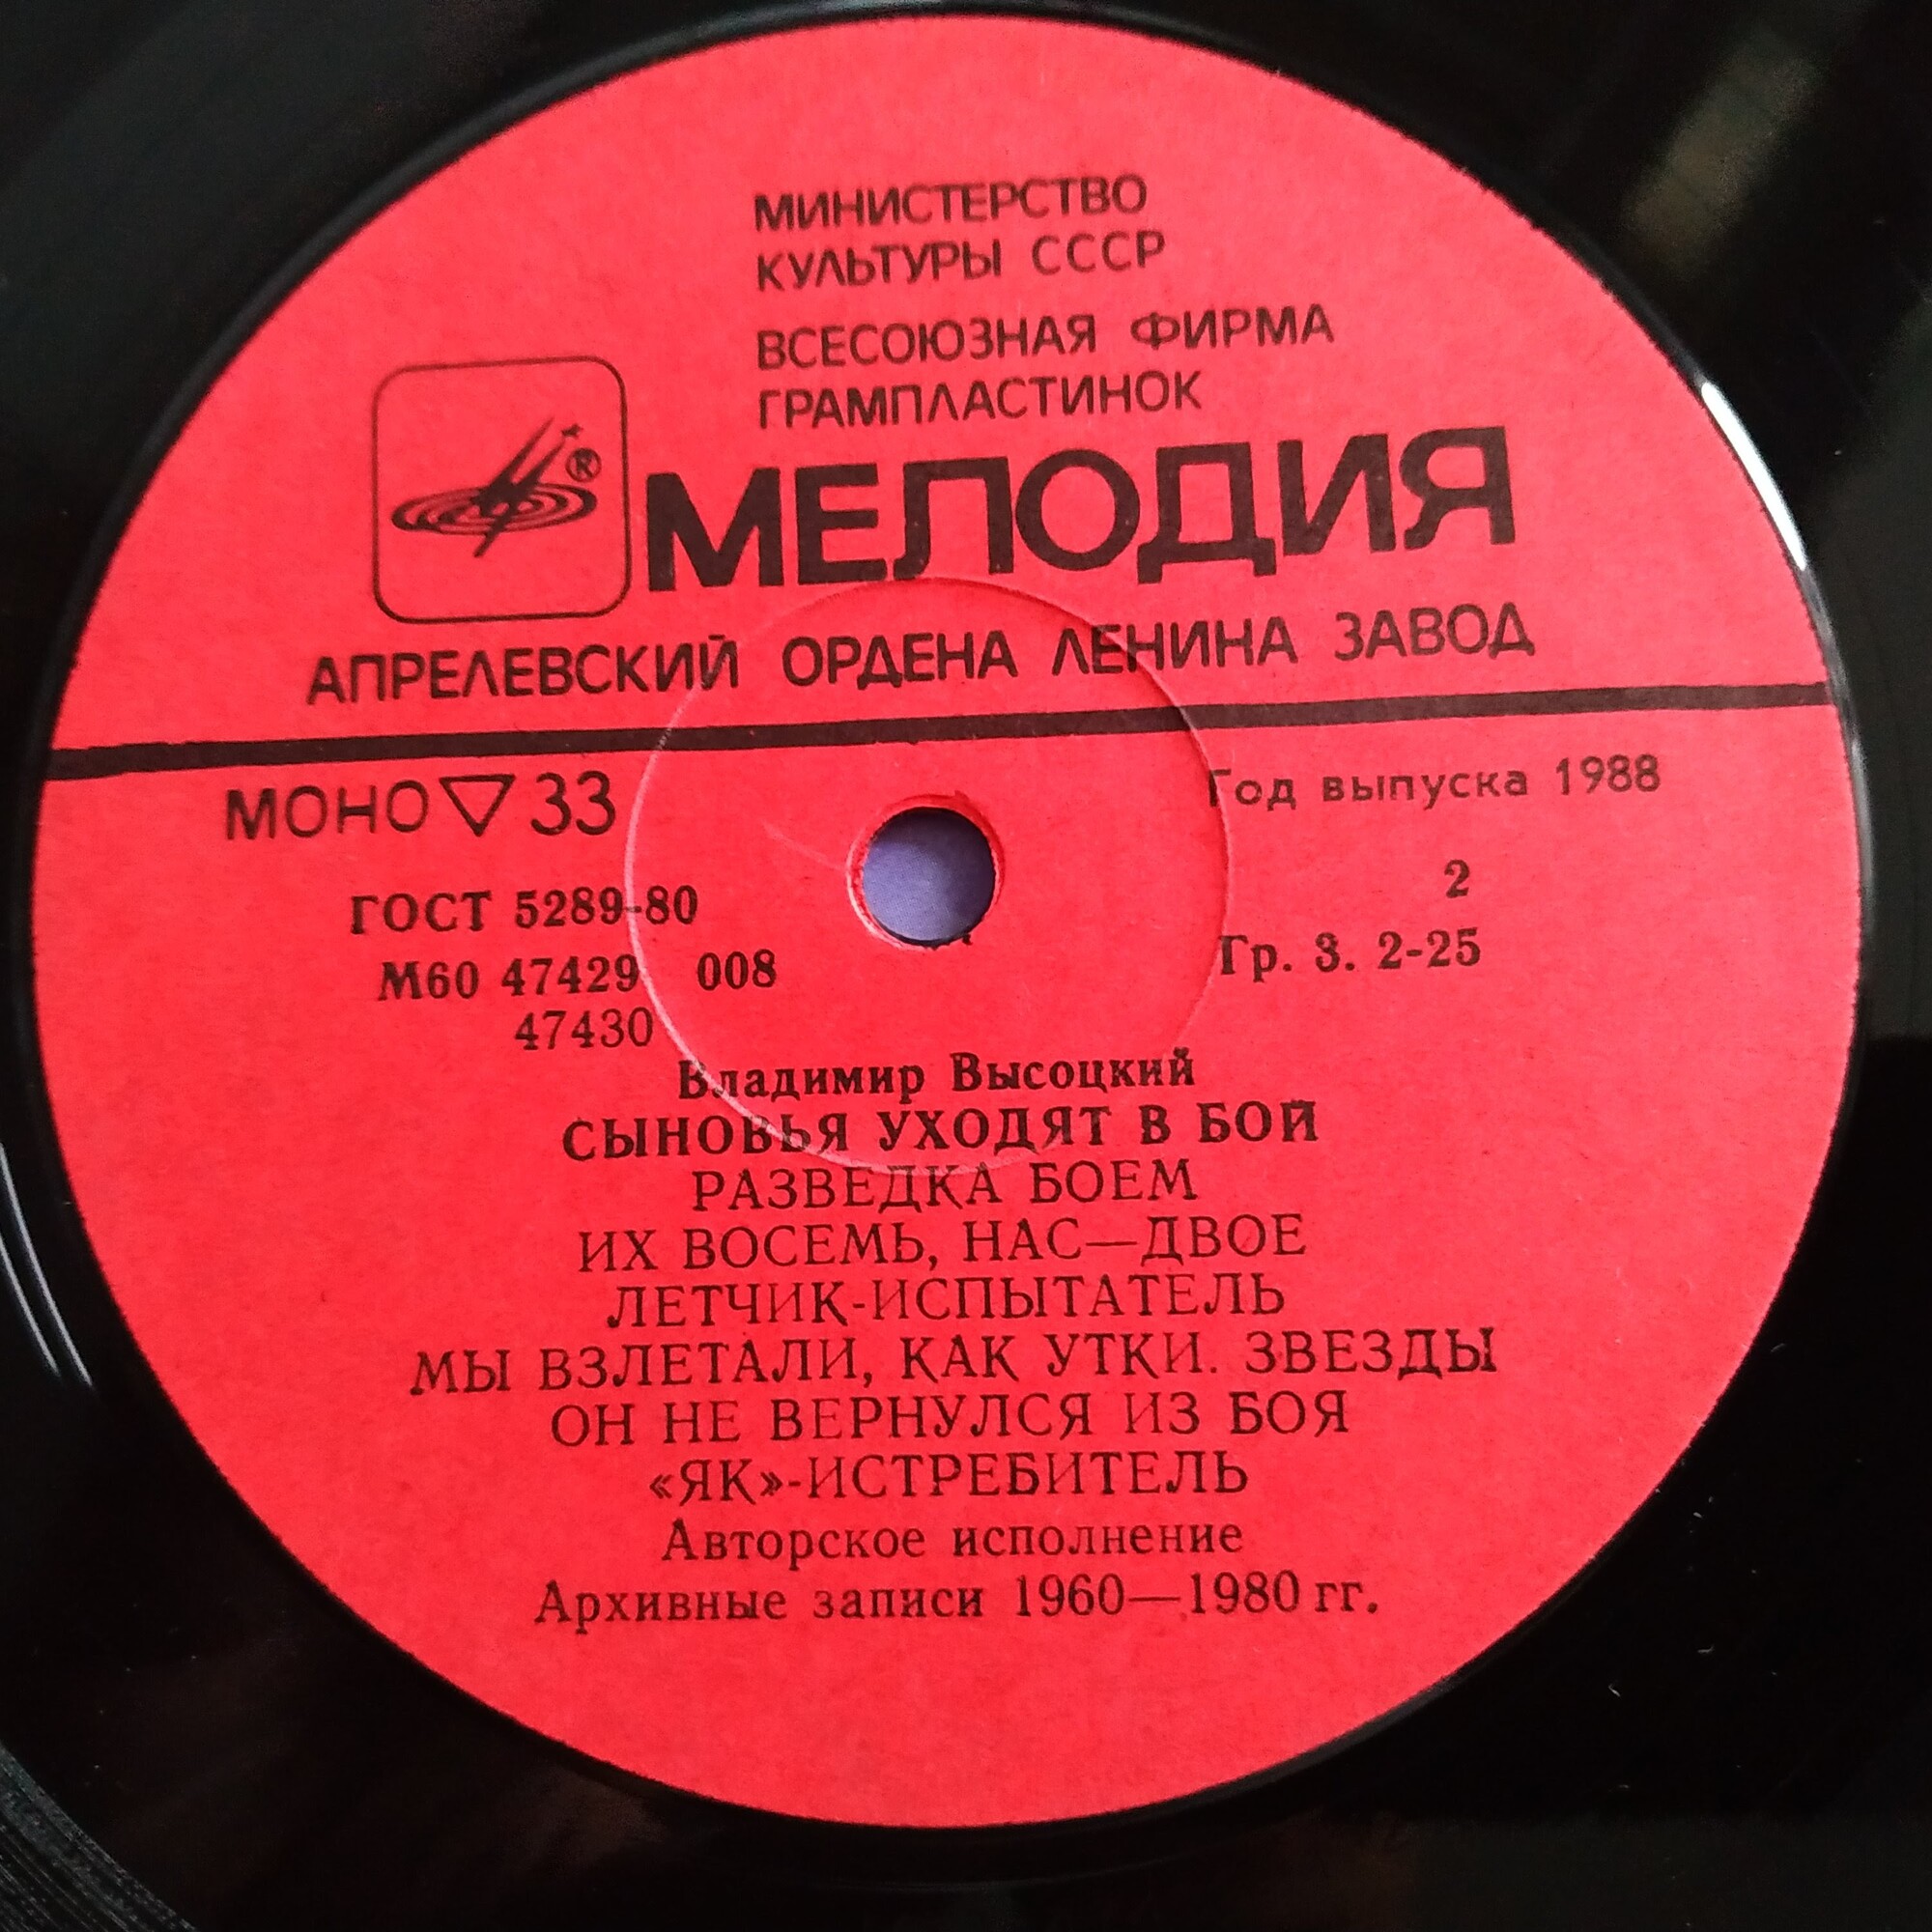 МИНИСТЕРСТВО
КУЛЬТУРЫ СССР
ВСЕСОЮЗНАЯ ФИРМА
ГРАМПЛАСТИНОК
®
МЕЛОДИЯ
АПРЕЛЕВСКИЙ ОРДЕНА ЛЕНИНА ЗАВОД
МОНО ▽ 33
Год выпуска 1988
ГОСТ 5289-80
2
М60 47429 008
Гр. 3. 2-25
47430
Владимир Высоцкий
СЫНОВЬЯ УХОДЯТ В БОЙ
РАЗВЕДКА БОЕМ
ИХ ВОСЕМЬ, НАС—ДВОЕ
ЛЕТЧИК-ИСПЫТАТЕЛЬ
МЫ ВЗЛЕТАЛИ, КАК УТКИ. ЗВЕЗДЫ
ОН НЕ ВЕРНУЛСЯ ИЗ БОЯ
«ЯК»-ИСТРЕБИТЕЛЬ
Авторское исполнение
Архивные записи 1960—1980 гг.